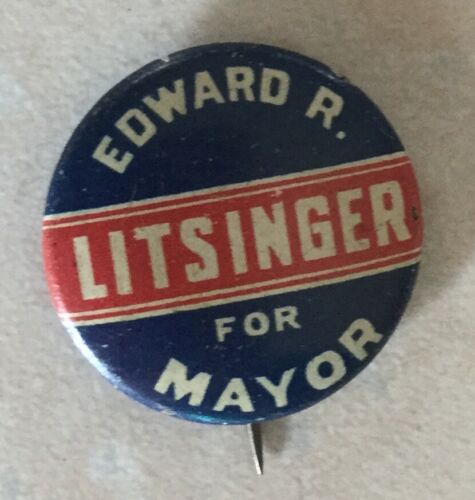 EDWARD R.
LITSINGER
FOR
MAYOR